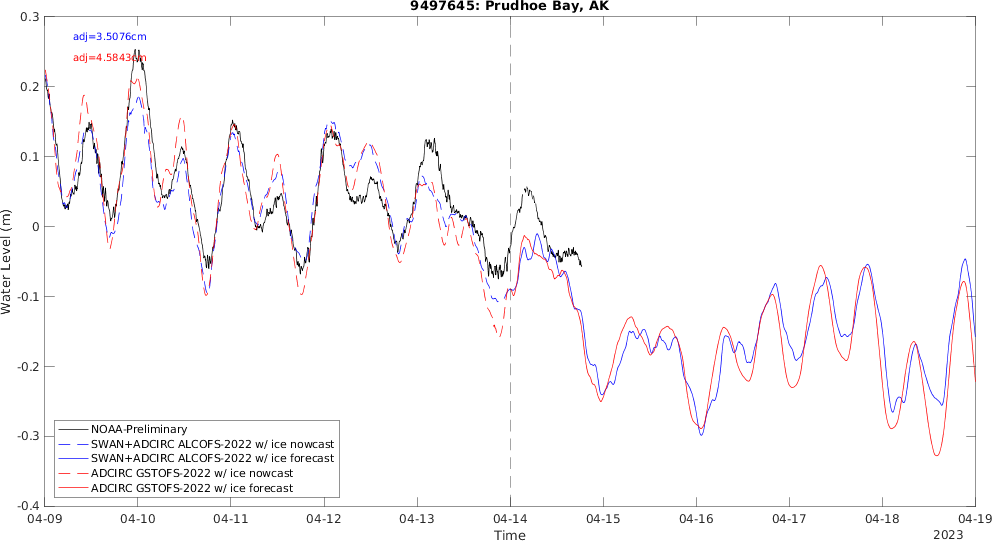 9497645: Prudhoe Bay, AK
adj=3.5076cm
adj=4.5843cm
Water Level (m)
0.3
0.2
0.1
0
-0.1
-0.2
-0.3
-0.4
NOAA-Preliminary
SWAN+ADCIRC ALCOFS-2022 w/ ice nowcast
SWAN+ADCIRC ALCOFS-2022 w/ ice forecast
ADCIRC GSTOFS-2022 w/ ice nowcast
ADCIRC GSTOFS-2022 w/ ice forecast
04-09 04-10 04-11 04-12 04-13 04-14 04-15 04-16 04-17 04-18 04-19
Time
2023